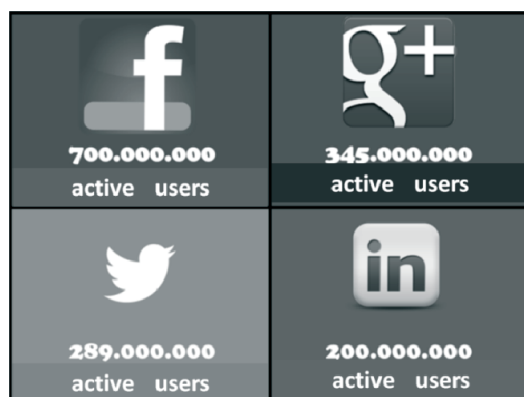 f
g+
700.000.000
active users
345.000.000
active users
in
289.000.000
active users
200.000.000
active users